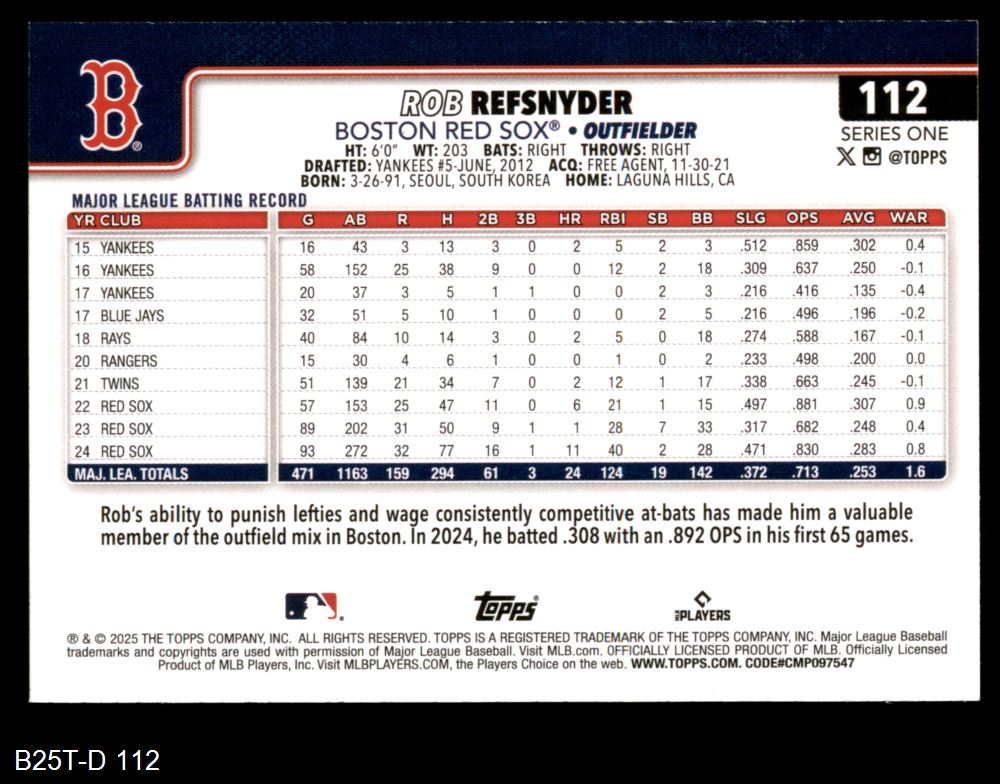 B®
112
ROB REFSNYDER
SERIES ONE
BOSTON RED SOX® • OUTFIELDER
@TOPPS
HT: 6'0" WT: 203 BATS: RIGHT THROWS: RIGHT
DRAFTED: YANKEES #5-JUNE, 2012 ACQ: FREE AGENT, 11-30-21
BORN: 3-26-91, SEOUL, SOUTH KOREA HOME: LAGUNA HILLS, CA
MAJOR LEAGUE BATTING RECORD
YR CLUB G AB R H 2B 3B HR RBI SB BB SLG OPS AVG WAR
15 YANKEES 16 43 3 13 3 0 2 5 2 3 .512 .859 .302 0.4
16 YANKEES 58 152 25 38 9 0 0 12 2 18 .309 .637 .250 -0.1
17 YANKEES 20 37 3 5 1 1 0 0 2 3 .216 .416 .135 -0.4
17 BLUE JAYS 32 51 5 10 1 0 0 0 2 5 .216 .496 .196 -0.2
18 RAYS 40 84 10 14 3 0 2 5 0 18 .274 .588 .167 -0.1
20 RANGERS 15 30 4 6 1 0 0 1 0 2 .233 .498 .200 0.0
21 TWINS 51 139 21 34 7 0 2 12 1 17 .338 .663 .245 -0.1
22 RED SOX 57 153 25 47 11 0 6 21 1 15 .497 .881 .307 0.9
23 RED SOX 89 202 31 50 9 1 1 28 7 33 .317 .682 .248 0.4
24 RED SOX 93 272 32 77 16 1 11 40 2 28 .471 .830 .283 0.8
MAJ. LEA. TOTALS 471 1163 159 294 61 3 24 124 19 142 .372 .713 .253 1.6
Rob's ability to punish lefties and wage consistently competitive at-bats has made him a valuable
member of the outfield mix in Boston. In 2024, he batted .308 with an .892 OPS in his first 65 games.
Topps® MLB PLAYERS
® & © 2025 THE TOPPS COMPANY, INC. ALL RIGHTS RESERVED. TOPPS IS A REGISTERED TRADEMARK OF THE TOPPS COMPANY, INC. Major League Baseball
trademarks and copyrights are used with permission of Major League Baseball. Visit MLB.com. OFFICIALLY LICENSED PRODUCT OF MLB. Officially Licensed
Product of MLB Players, Inc. Visit MLBPLAYERS.COM, the Players Choice on the web. WWW.TOPPS.COM. CODE#CMP097547
B25T-D 112